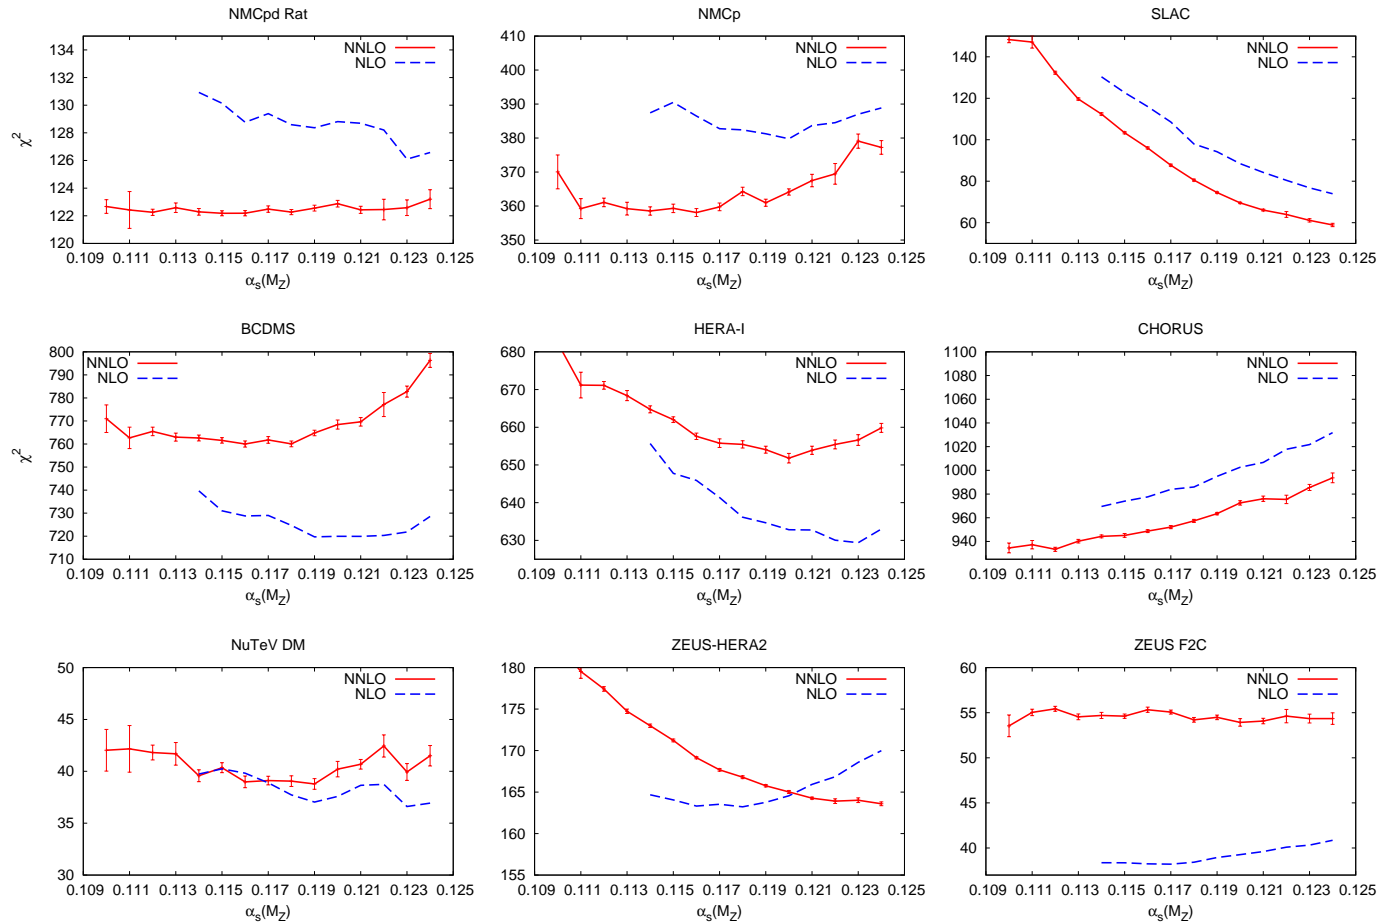 NMCpd Rat
χ²
135
134
132
130
128
126
124
122
120
NNLO
NLO
0.109 0.111 0.113 0.115 0.117 0.119 0.121 0.123 0.125
αs(MZ)
NMCp
410
400
390
380
370
360
350
NNLO
NLO
0.109 0.111 0.113 0.115 0.117 0.119 0.121 0.123 0.125
αs(MZ)
SLAC
140
120
100
80
60
NNLO
NLO
0.109 0.111 0.113 0.115 0.117 0.119 0.121 0.123 0.125
αs(MZ)
BCDMS
χ²
800
790
780
770
760
750
740
730
720
710
NNLO
NLO
0.109 0.111 0.113 0.115 0.117 0.119 0.121 0.123 0.125
αs(MZ)
HERA-I
680
670
660
650
640
630
NNLO
NLO
0.109 0.111 0.113 0.115 0.117 0.119 0.121 0.123 0.125
αs(MZ)
CHORUS
1100
1080
1060
1040
1020
1000
980
960
940
NNLO
NLO
0.109 0.111 0.113 0.115 0.117 0.119 0.121 0.123 0.125
αs(MZ)
NuTeV DM
50
45
40
35
30
NNLO
NLO
0.109 0.111 0.113 0.115 0.117 0.119 0.121 0.123 0.125
αs(MZ)
ZEUS-HERA2
180
175
170
165
160
155
NNLO
NLO
0.109 0.111 0.113 0.115 0.117 0.119 0.121 0.123 0.125
αs(MZ)
ZEUS F2C
60
55
50
45
40
NNLO
NLO
0.109 0.111 0.113 0.115 0.117 0.119 0.121 0.123 0.125
αs(MZ)